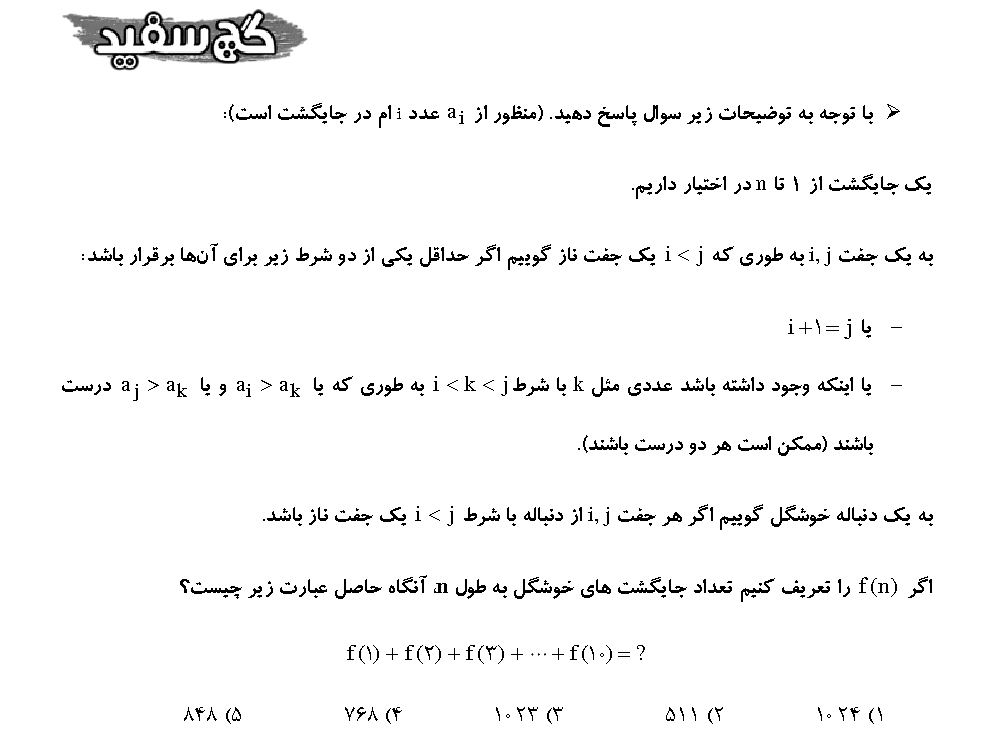 گچ سفید
➢ با توجه به توضیحات زیر سوال پاسخ دهید. (منظور از aᵢ عدد i ام در جایگشت است):
یک جایگشت از ۱ تا n در اختیار داریم.
به یک جفت i, j به طوری که i < j یک جفت ناز گوییم اگر حداقل یکی از دو شرط زیر برای آن‌ها برقرار باشد:
– یا i + ۱ = j
– یا اینکه وجود داشته باشد عددی مثل k با شرط i < k < j به طوری که یا aᵢ > aₖ و یا aⱼ > aₖ درست
باشند (ممکن است هر دو درست باشند).
به یک دنباله خوشگل گوییم اگر هر جفت i, j از دنباله با شرط i < j یک جفت ناز باشد.
اگر f(n) را تعریف کنیم تعداد جایگشت های خوشگل به طول n، آنگاه حاصل عبارت زیر چیست؟
f(۱) + f(۲) + f(۳) + ⋯ + f(۱۰) = ?
۱) ۱۰۲۴ ۲) ۵۱۱ ۳) ۱۰۲۳ ۴) ۷۶۸ ۵) ۸۴۸